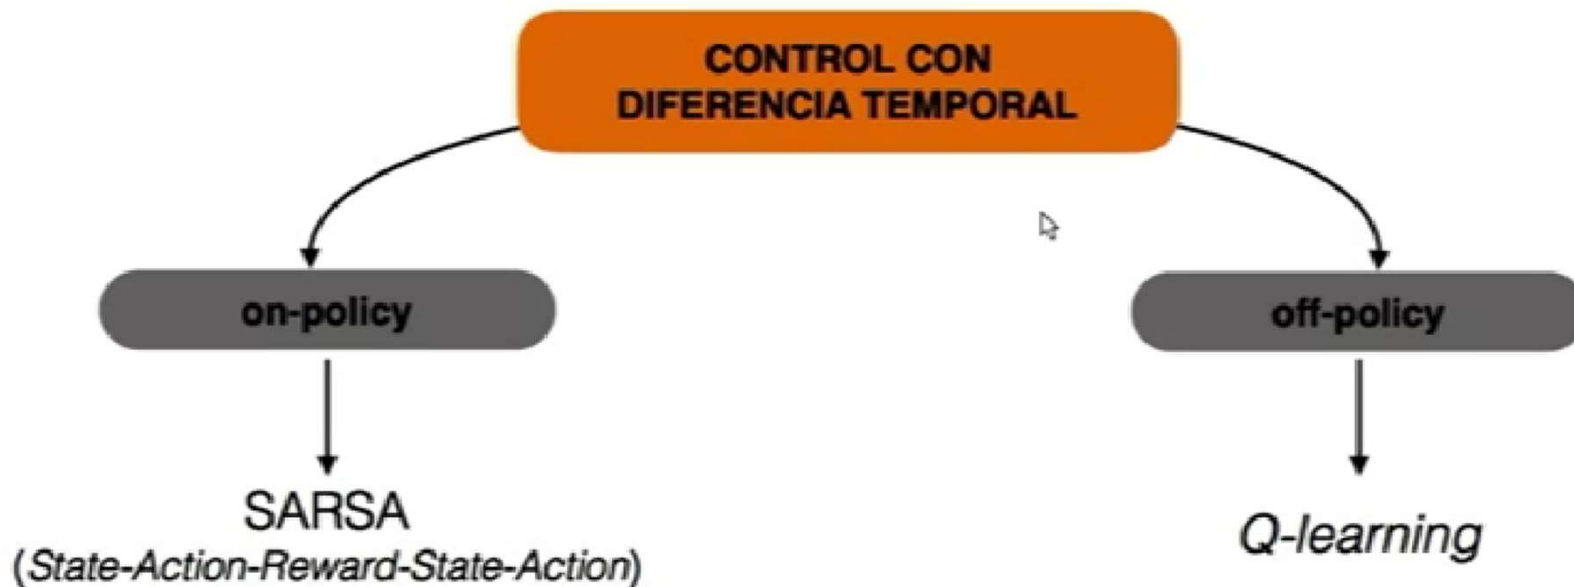 CONTROL CON
DIFERENCIA TEMPORAL
on-policy
off-policy
SARSA
(State-Action-Reward-State-Action)
Q-learning